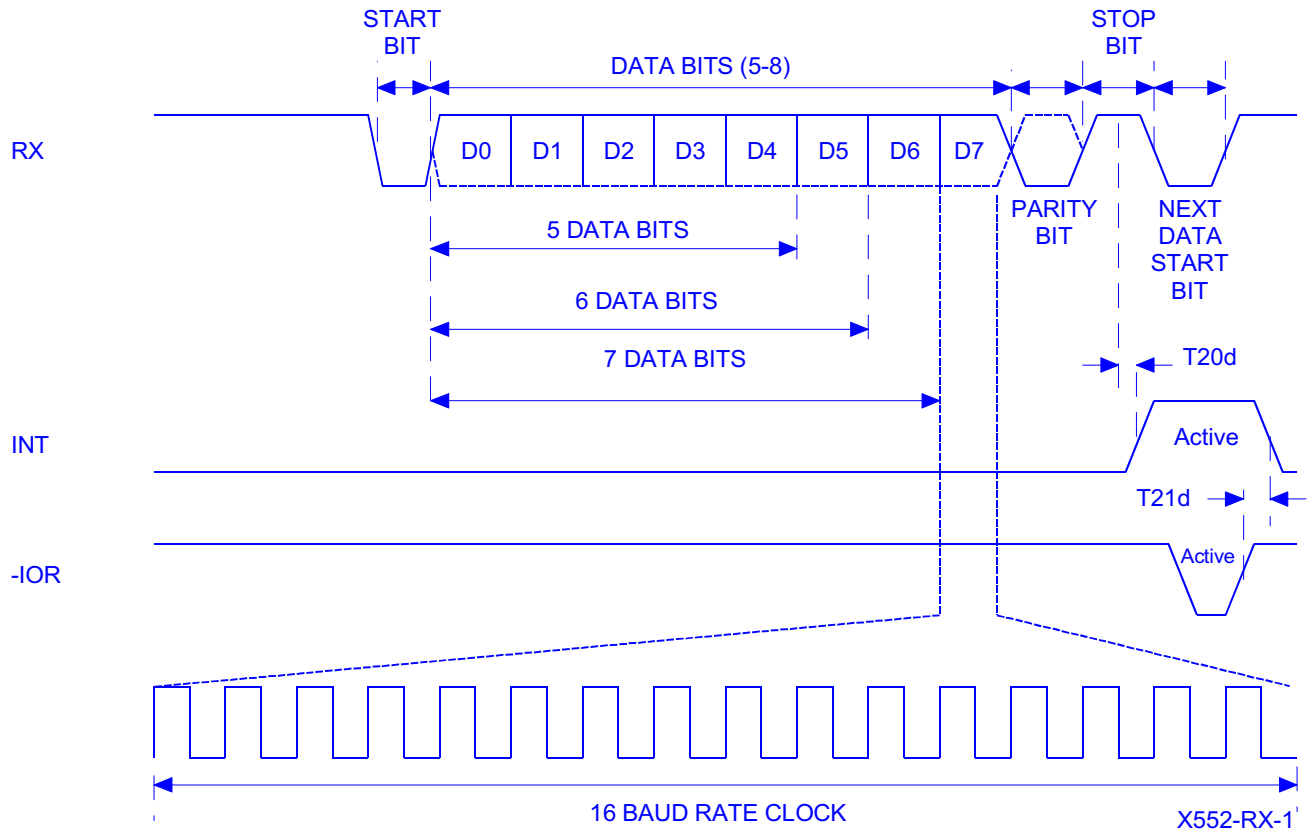 START
BIT
DATA BITS (5-8)
STOP
BIT
RX
D0 D1 D2 D3 D4 D5 D6 D7
PARITY
BIT
NEXT
DATA
START
BIT
5 DATA BITS
6 DATA BITS
7 DATA BITS
T20d
INT
Active
T21d
-IOR
Active
16 BAUD RATE CLOCK
X552-RX-1